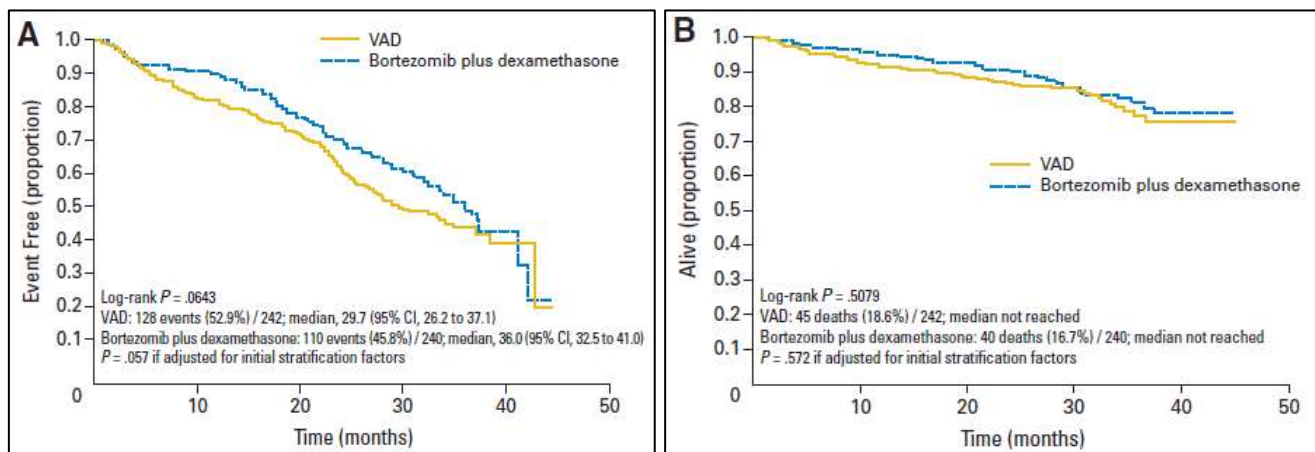 A
VAD
Bortezomib plus dexamethasone
Event Free (proportion)
1.0
0.9
0.8
0.7
0.6
0.5
0.4
0.3
0.2
0.1
0
Log-rank P = .0643
VAD: 128 events (52.9%) / 242; median, 29.7 (95% CI, 26.2 to 37.1)
Bortezomib plus dexamethasone: 110 events (45.8%) / 240; median, 36.0 (95% CI, 32.5 to 41.0)
P = .057 if adjusted for initial stratification factors
10 20 30 40 50
Time (months)
B
1.0
0.9
0.8
0.7
0.6
0.5
0.4
0.3
0.2
0.1
0
Alive (proportion)
VAD
Bortezomib plus dexamethasone
Log-rank P = .5079
VAD: 45 deaths (18.6%) / 242; median not reached
Bortezomib plus dexamethasone: 40 deaths (16.7%) / 240; median not reached
P = .572 if adjusted for initial stratification factors
10 20 30 40 50
Time (months)